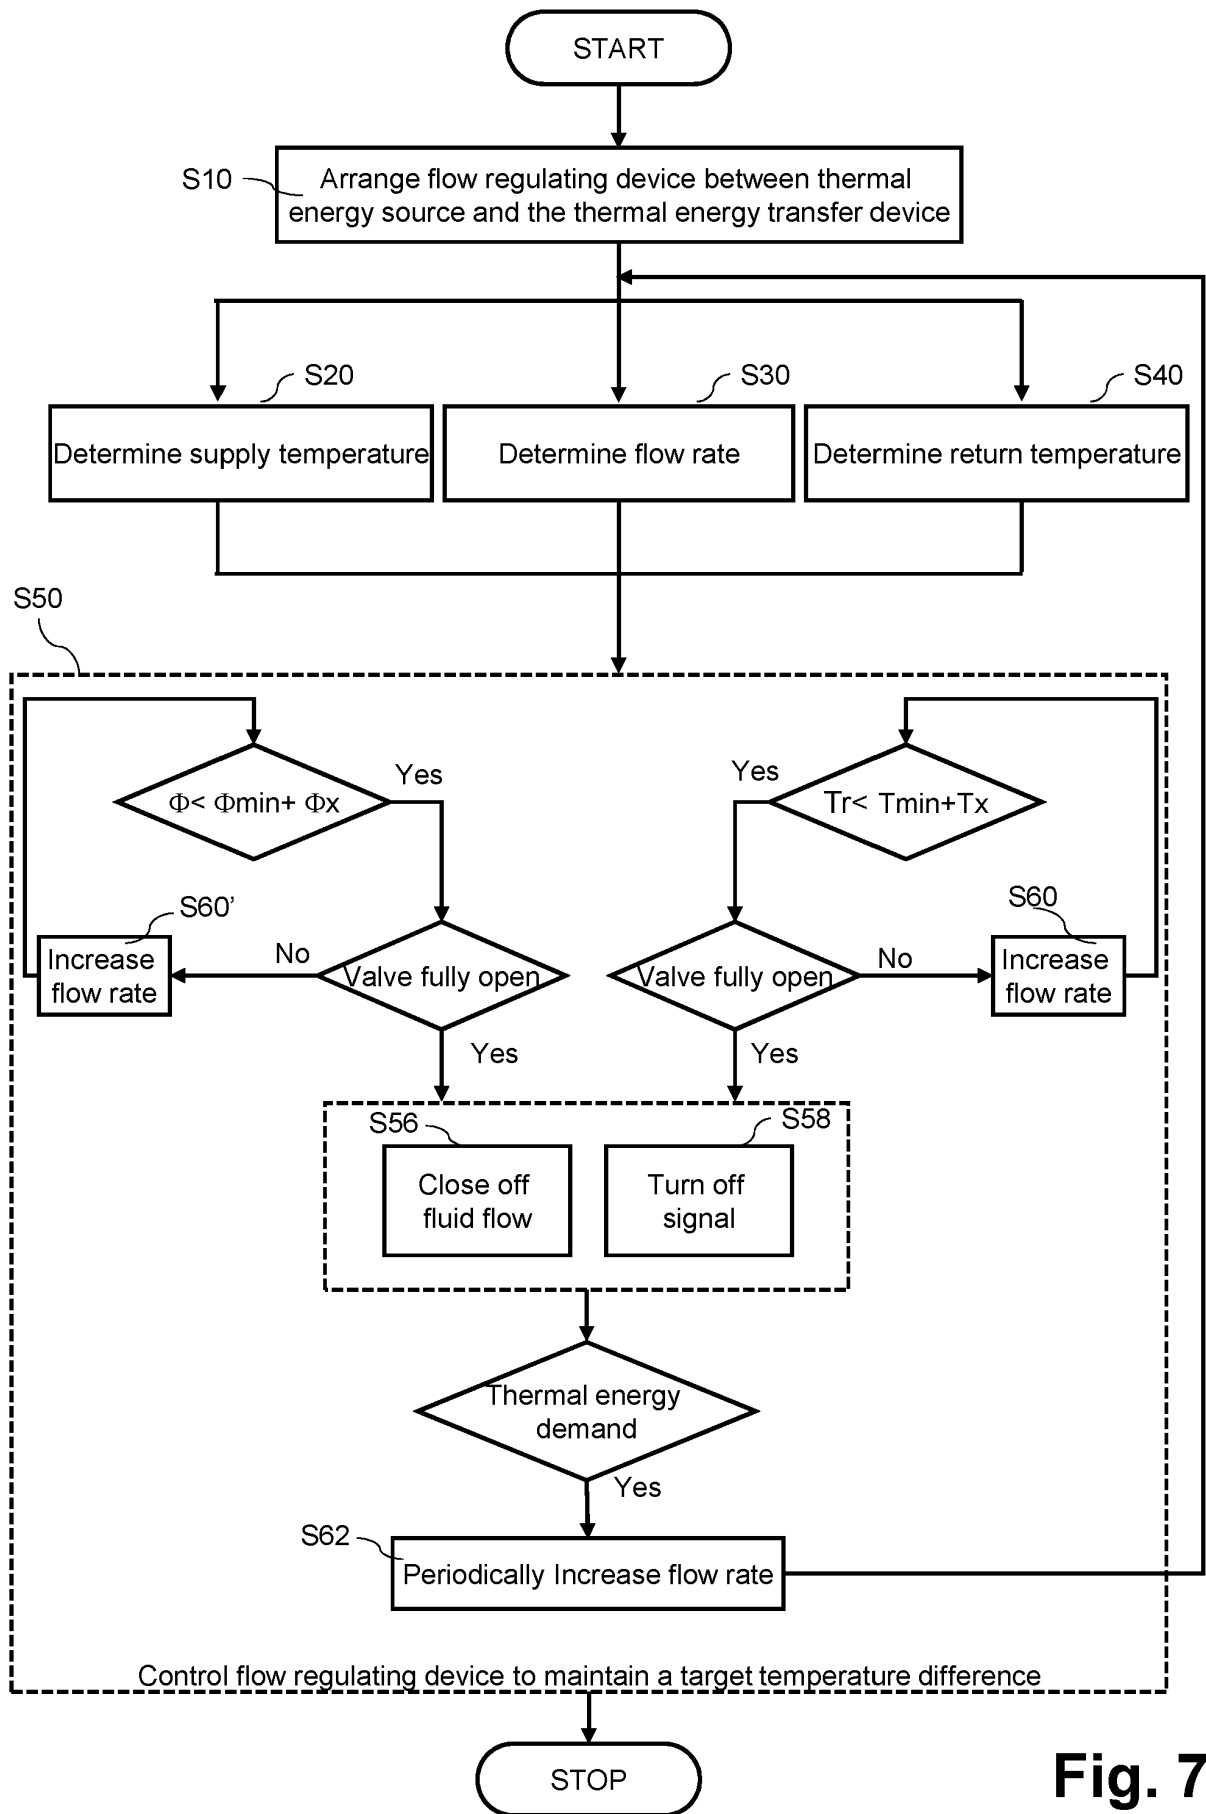 START
S10
Arrange flow regulating device between thermal
energy source and the thermal energy transfer device
S20
S30
S40
Determine supply temperature
Determine flow rate
Determine return temperature
S50
Φ< Φmin+ Φx
Yes
Yes
Tr< Tmin+Tx
S60’
S60
Increase
flow rate
No
Valve fully open
Valve fully open
No
Increase
flow rate
Yes
Yes
S56
S58
Close off
fluid flow
Turn off
signal
Thermal energy
demand
Yes
S62
Periodically Increase flow rate
Control flow regulating device to maintain a target temperature difference
STOP
Fig. 7